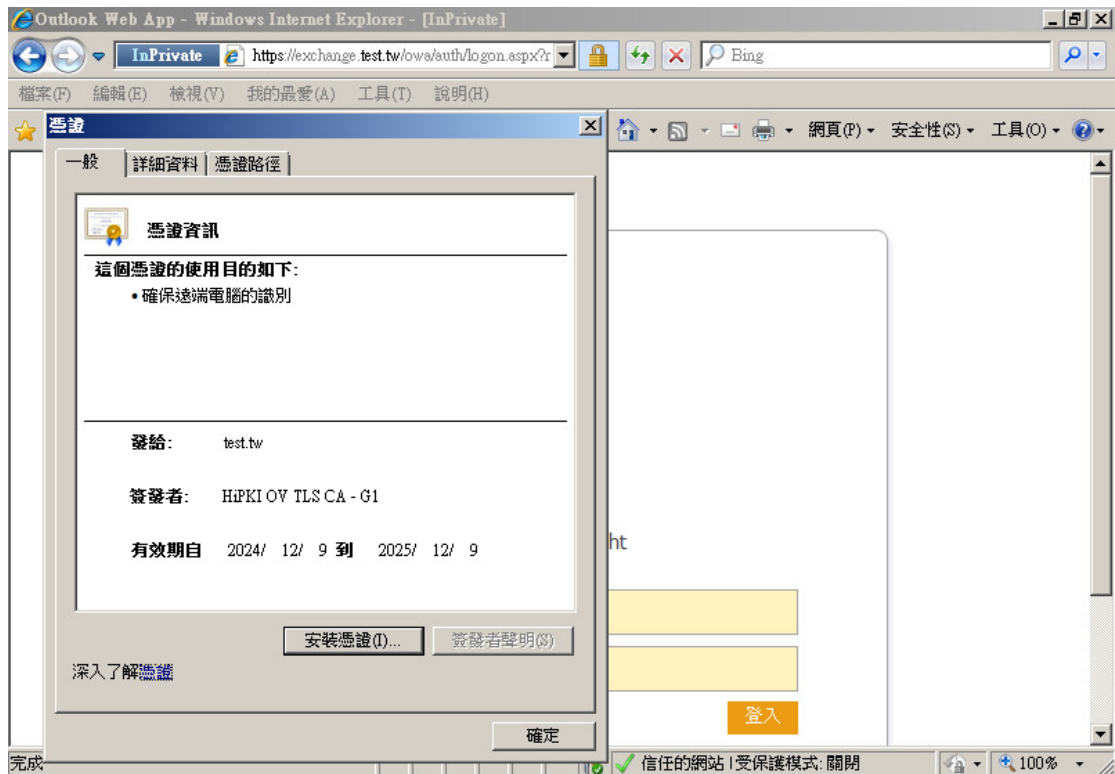 Outlook Web App - Windows Internet Explorer - [InPrivate]
InPrivate https://exchange.test.tw/owa/auth/logon.aspx?r Bing
檔案(F) 編輯(E) 檢視(V) 我的最愛(A) 工具(T) 說明(H)
憑證 網頁(P) 安全性(S) 工具(O)
一般 詳細資料 憑證路徑
憑證資訊
這個憑證的使用目的如下:
•確保遠端電腦的識別
發給: test.tw
簽發者: HiPKI OV TLS CA - G1
有效期自 2024/ 12/ 9 到 2025/ 12/ 9
ht
安裝憑證(I)... 簽發者聲明(S)
深入了解憑證
登入
確定
完成 信任的網站 | 受保護模式: 關閉 100%